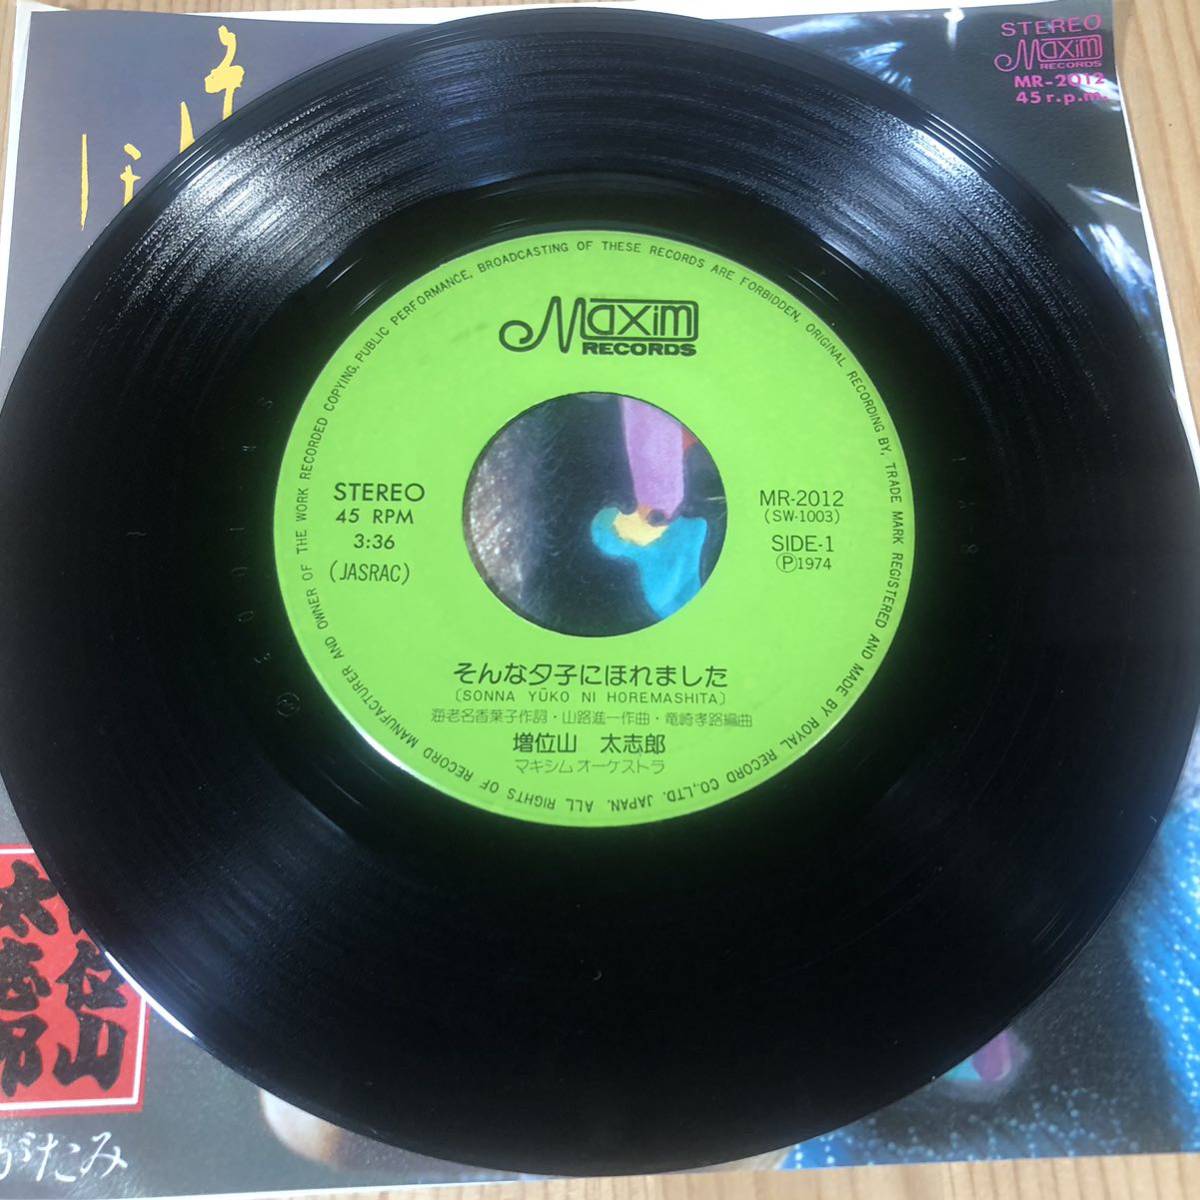 STEREO
Maxim
RECORDS
MR-2012
45 r.p.m.
MANUFACTURER AND OWNER OF THE WORK RECORDED COPYING, PUBLIC PERFORMANCE, BROADCASTING OF THESE RECORDS ARE FORBIDDEN, ORIGINAL RECORDING BY, TRADE MARK REGISTERED AND MADE BY ROYAL RECORD CO.,LTD. JAPAN, ALL RIGHTS OF RECORD
Maxim
RECORDS
STEREO
45 RPM
3:36
(JASRAC)
MR-2012
(SW-1003)
SIDE-1
Ⓟ1974
そんな夕子にほれました
(SONNA YŪKO NI HOREMASHITA)
海老名香葉子作詞・山路進一作曲・竜崎孝路編曲
増位山 太志郎
マキシムオーケストラ
がたみ